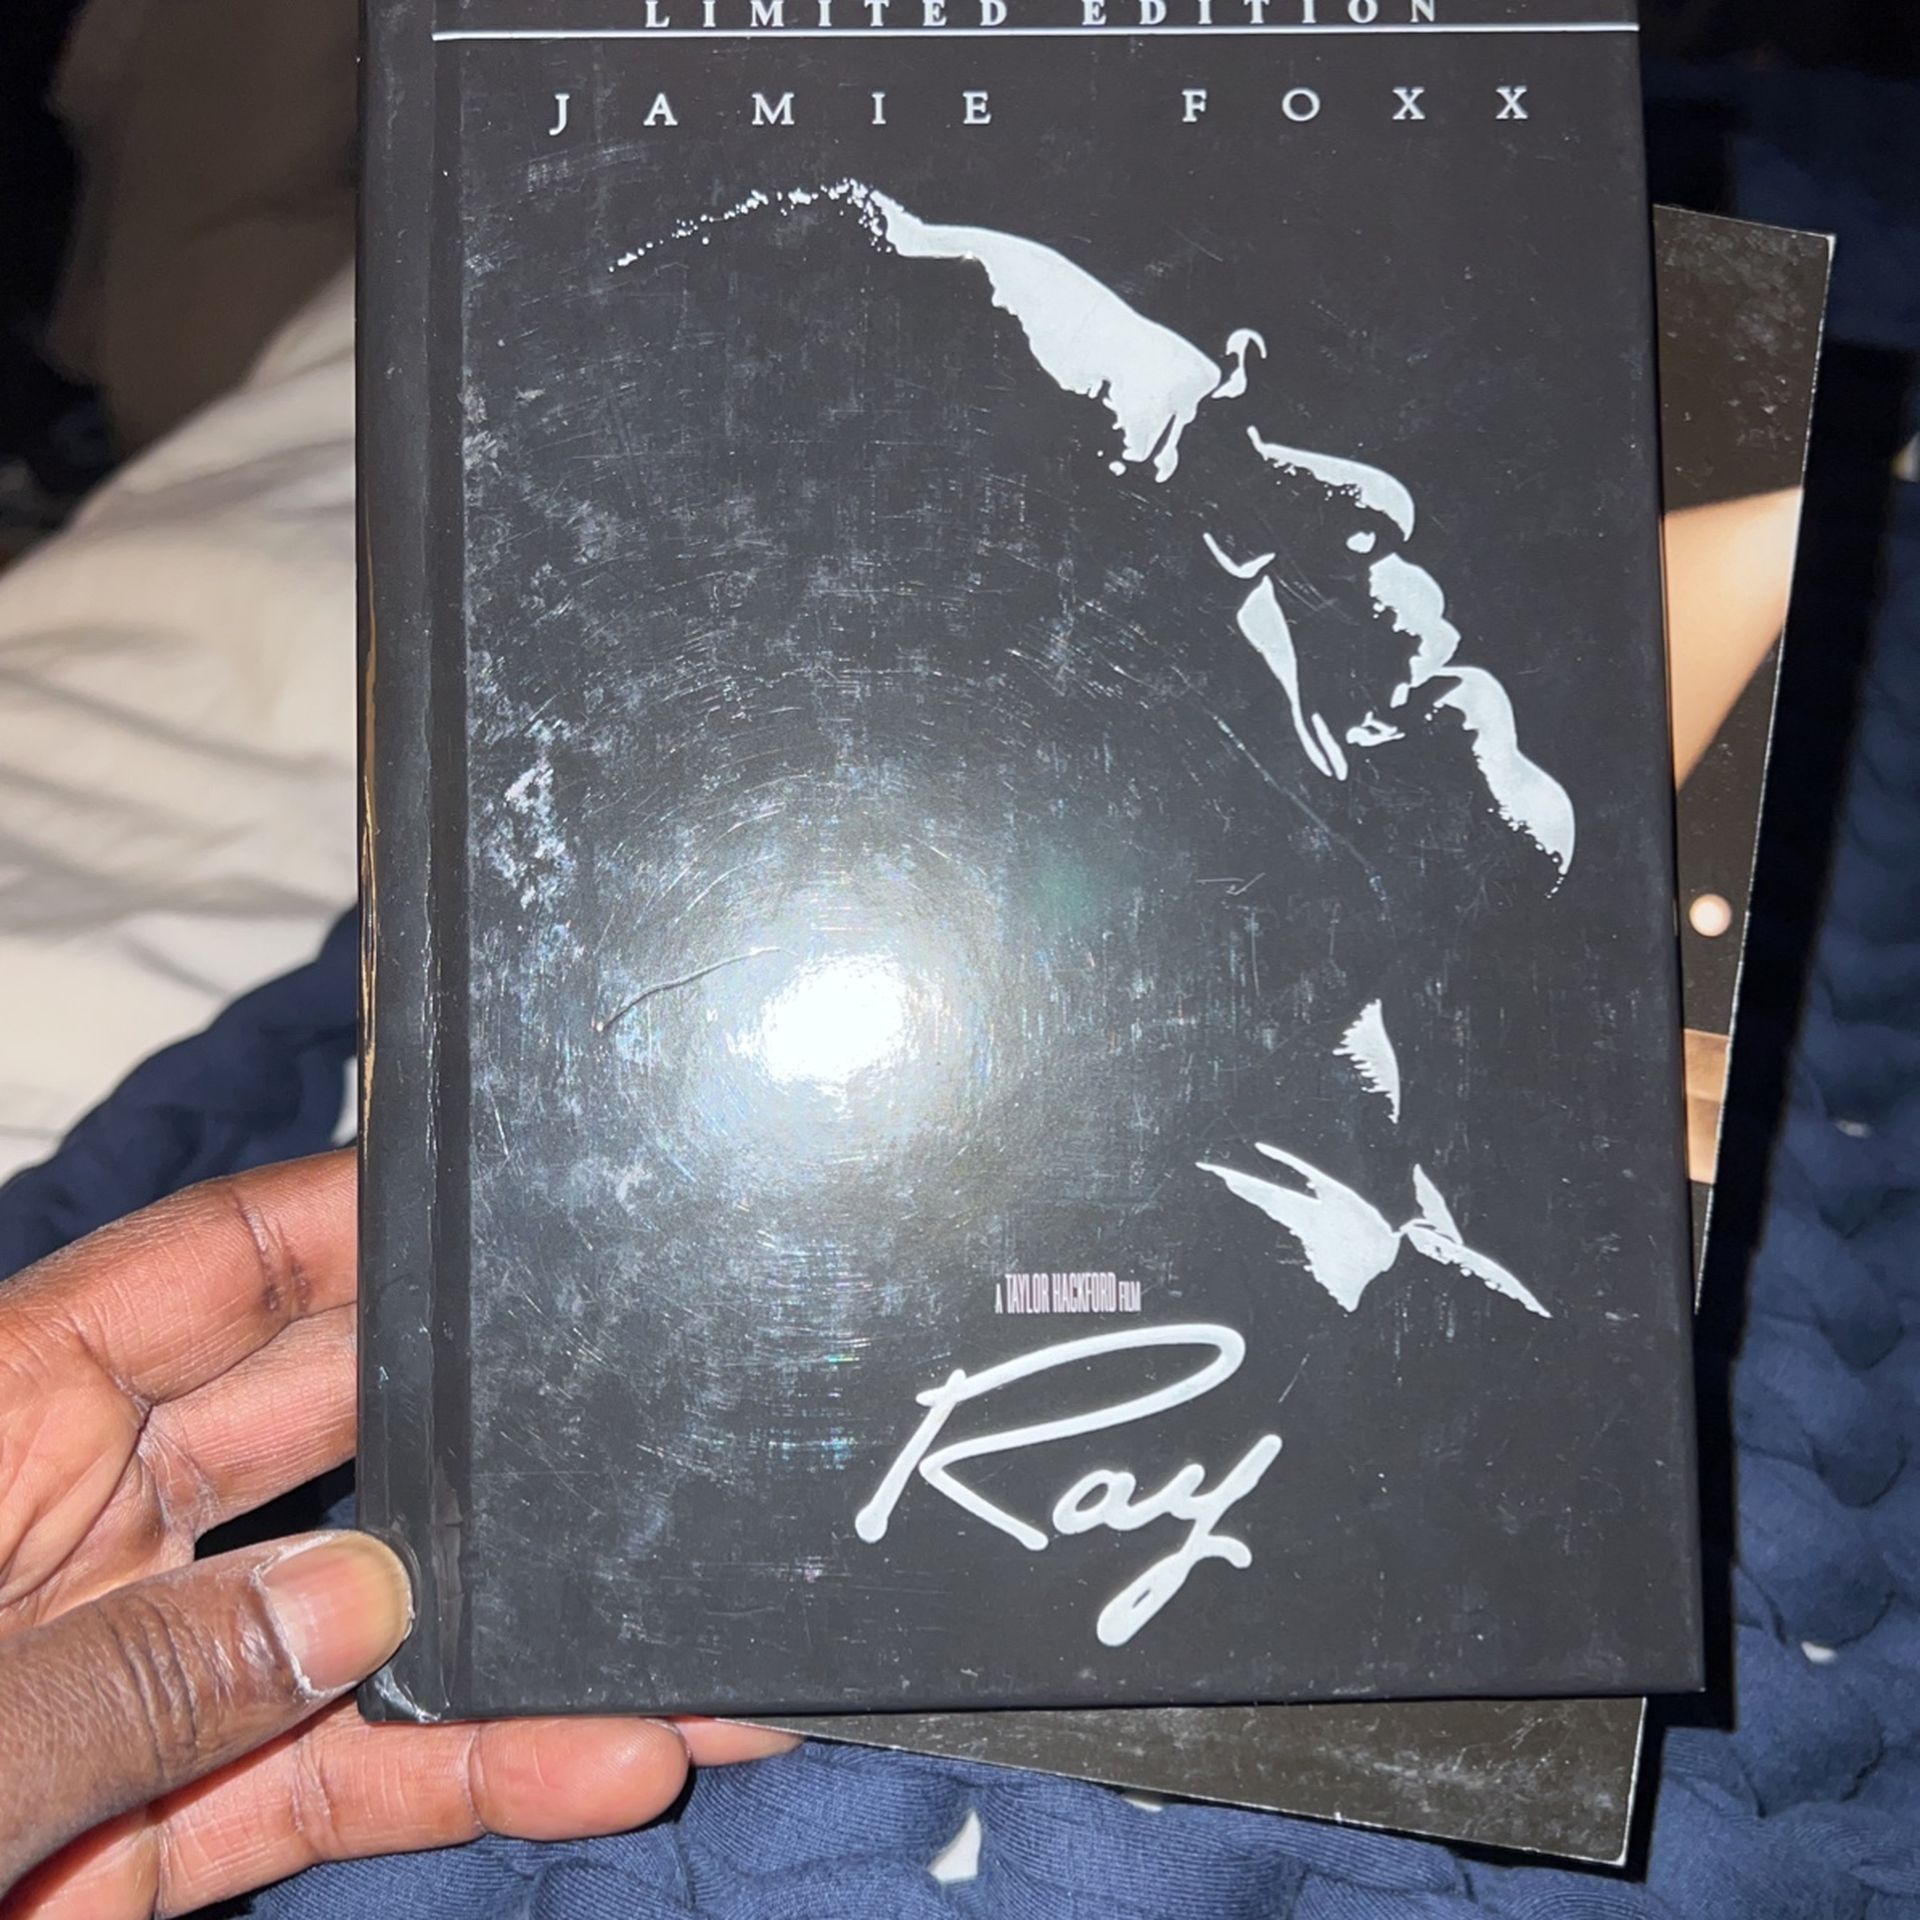 LIMITED EDITION
JAMIE FOXX
A TAYLOR HACKFORD FILM
Ray